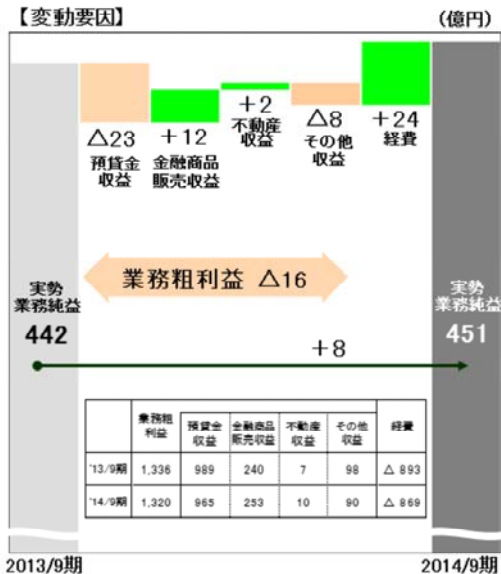 【変動要因】
(億円)
△23
預貸金
収益
+12
金融商品
販売収益
+2
不動産
収益
△8
その他
収益
+24
経費
業務粗利益 △16
実勢
業務純益
442
実勢
業務純益
451
+8
業務粗
利益
預貸金
収益
金融商品
販売収益
不動産
収益
その他
収益
経費
'13/9期 1,336 989 240 7 98 △ 893
'14/9期 1,320 965 253 10 90 △ 869
2013/9期
2014/9期